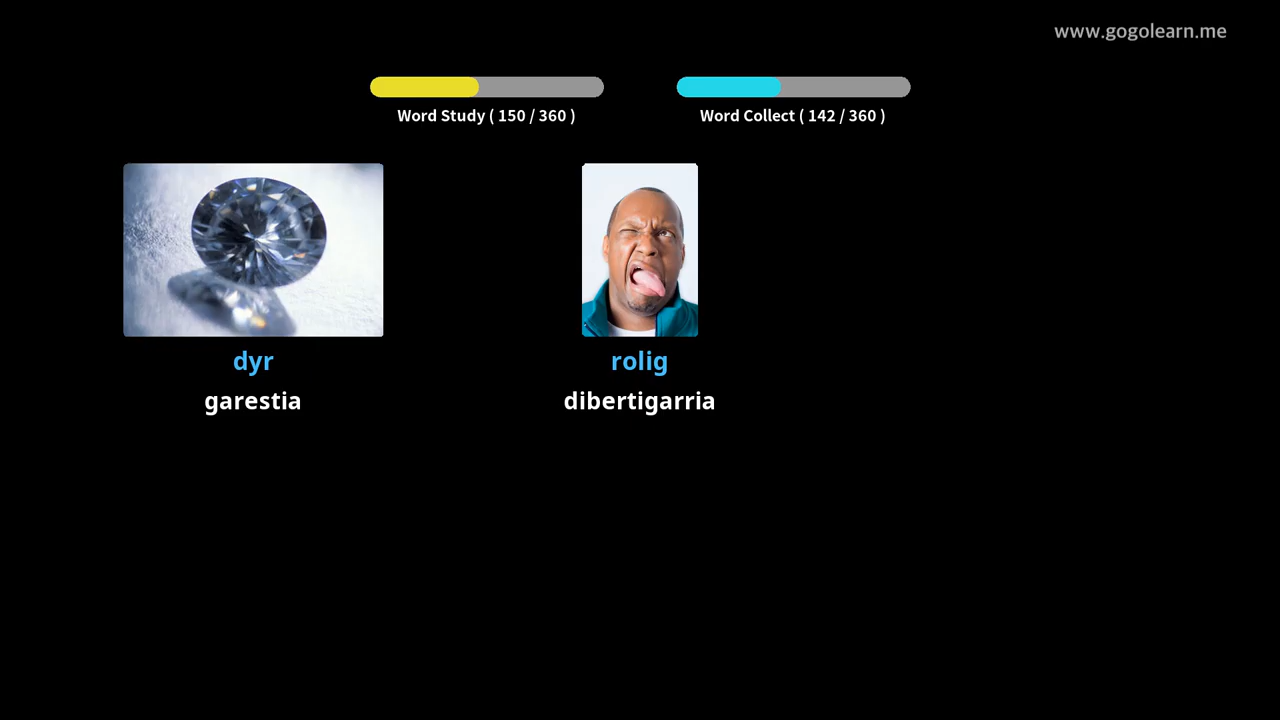 www.gogolearn.me
Word Study ( 150 / 360 )
Word Collect ( 142 / 360 )
dyr
garestia
rolig
dibertigarria